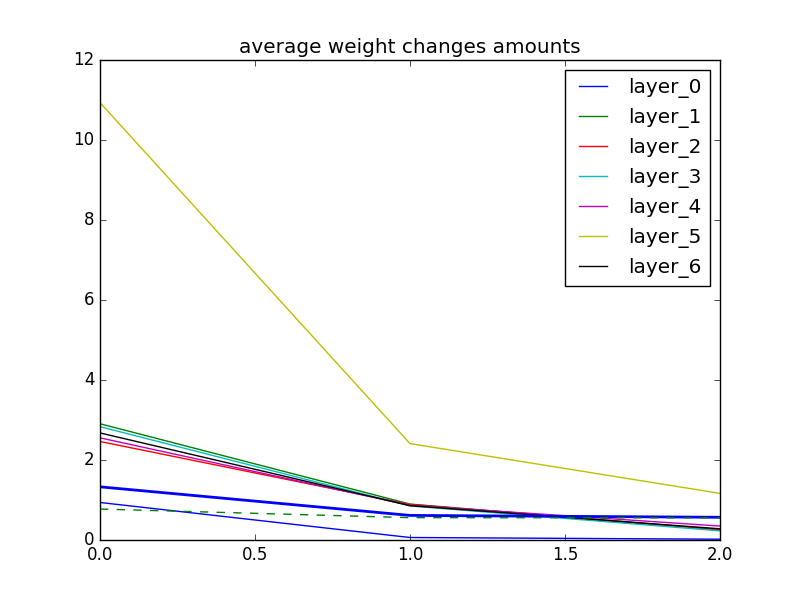 average weight changes amounts
12
10
8
6
4
2
0
0.0
0.5
1.0
1.5
2.0
layer_0
layer_1
layer_2
layer_3
layer_4
layer_5
layer_6